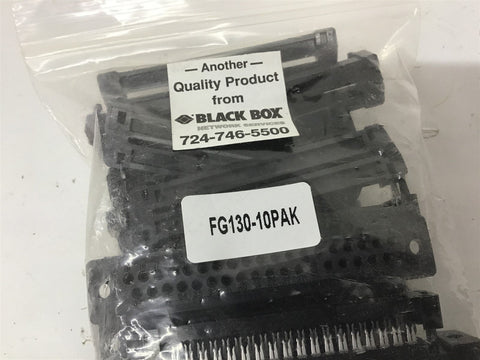 — Another —
Quality Product
from
BLACK BOX
NETWORK SERVICES
724-746-5500
FG130-10PAK